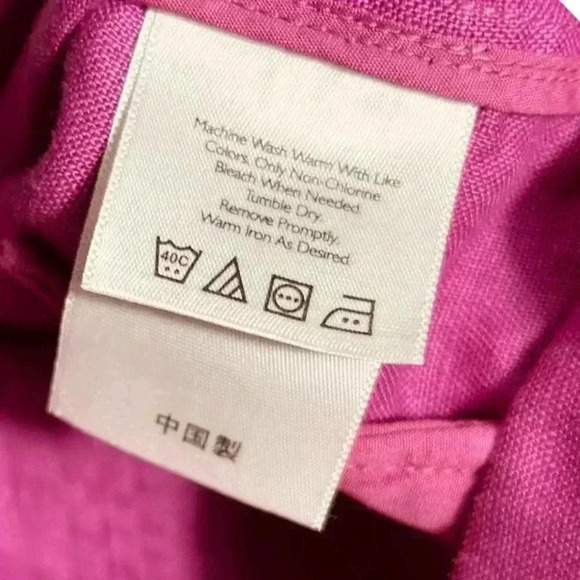 Machine Wash Warm With Like
Colors. Only Non-Chlorine
Bleach When Needed.
Tumble Dry.
Remove Promptly.
Warm Iron As Desired.
40C
中国製